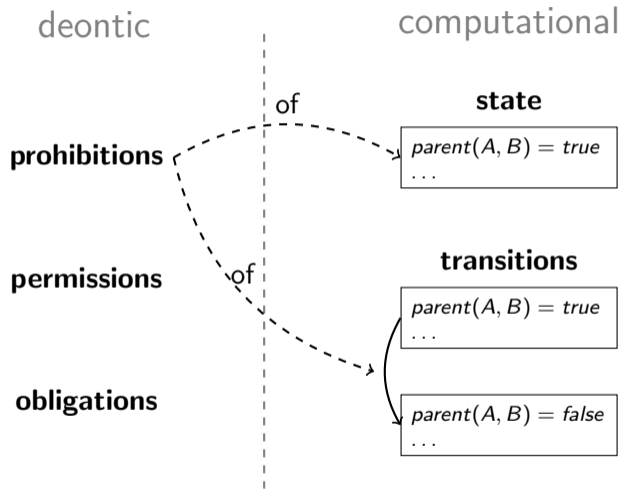 deontic
computational
of
state
prohibitions
parent(A, B) = true
...
permissions
of
transitions
parent(A, B) = true
...
obligations
parent(A, B) = false
...